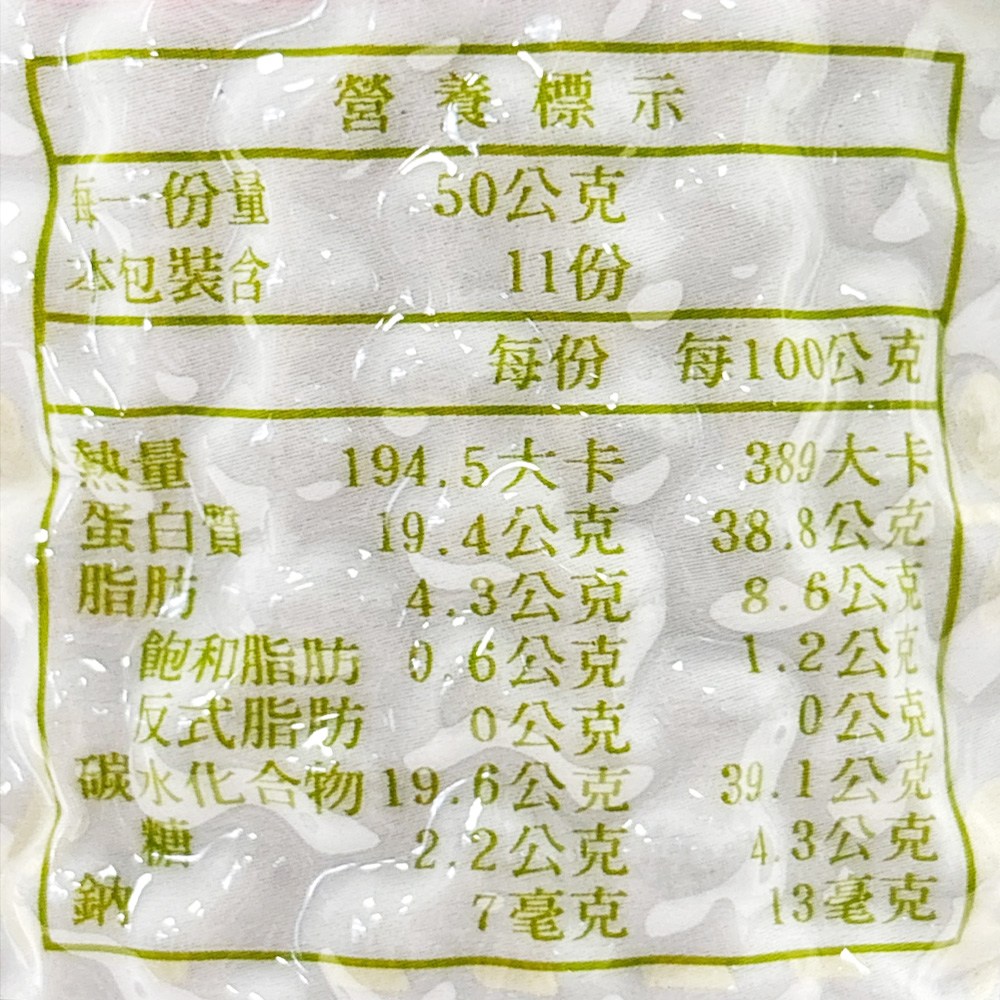 營養標示
每一份量 50公克
本包裝含 11份
每份 每100公克
熱量 194.5大卡 389大卡
蛋白質 19.4公克 38.8公克
脂肪 4.3公克 8.6公克
飽和脂肪 0.6公克 1.2公克
反式脂肪 0公克 0公克
碳水化合物 19.6公克 39.1公克
糖 2.2公克 4.3公克
鈉 7毫克 13毫克